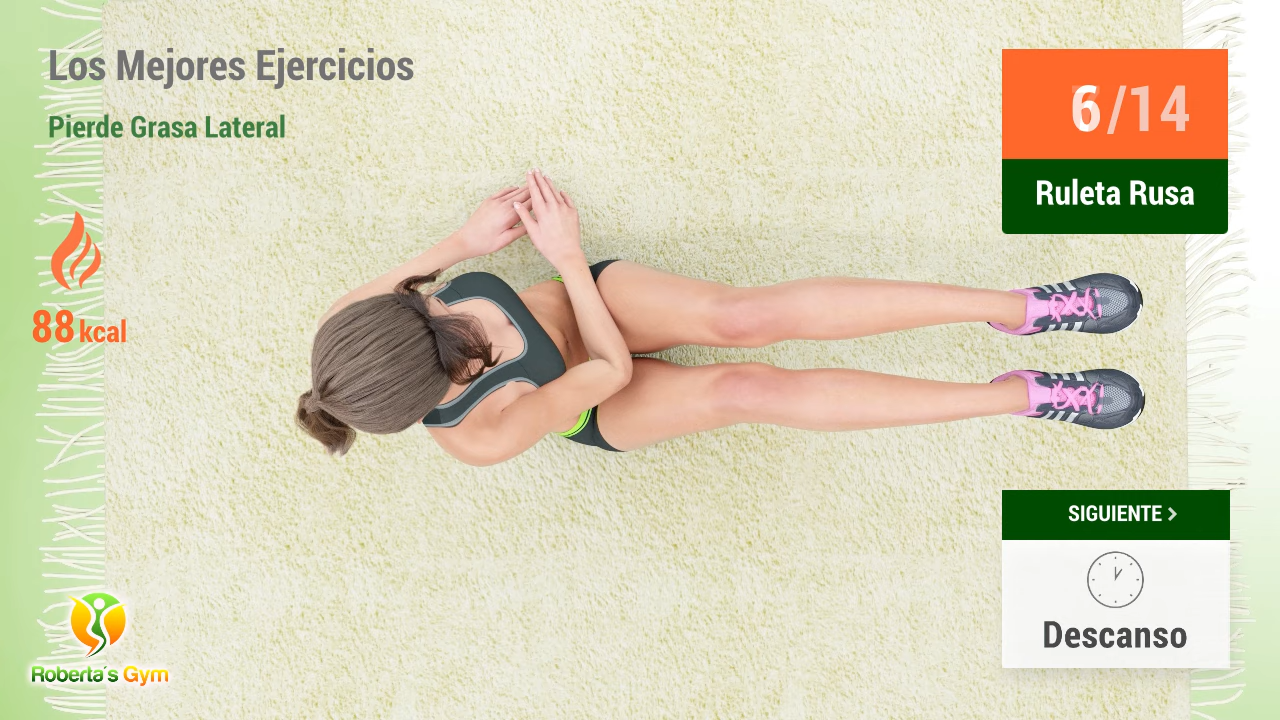 Los Mejores Ejercicios
Pierde Grasa Lateral
88 kcal
6/14
Ruleta Rusa
SIGUIENTE >
Descanso
Roberta´s Gym